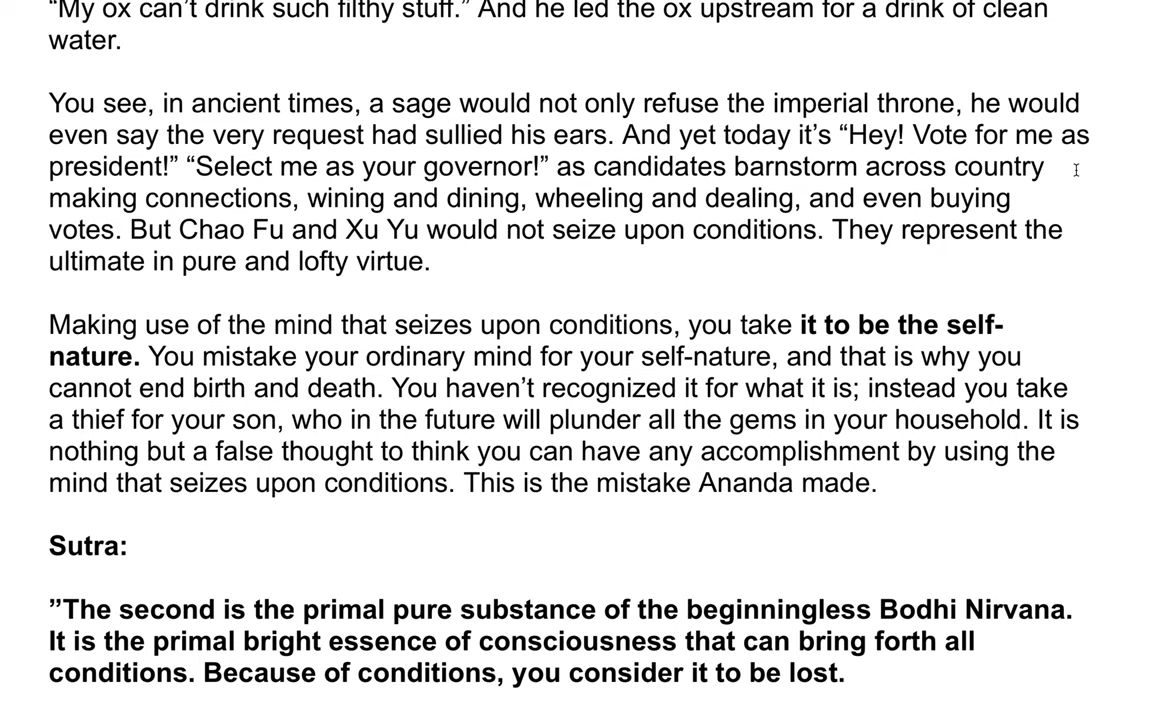 “My ox can’t drink such filthy stuff.” And he led the ox upstream for a drink of clean
water.
You see, in ancient times, a sage would not only refuse the imperial throne, he would
even say the very request had sullied his ears. And yet today it’s “Hey! Vote for me as
president!” “Select me as your governor!” as candidates barnstorm across country
making connections, wining and dining, wheeling and dealing, and even buying
votes. But Chao Fu and Xu Yu would not seize upon conditions. They represent the
ultimate in pure and lofty virtue.
Making use of the mind that seizes upon conditions, you take it to be the self-
nature. You mistake your ordinary mind for your self-nature, and that is why you
cannot end birth and death. You haven’t recognized it for what it is; instead you take
a thief for your son, who in the future will plunder all the gems in your household. It is
nothing but a false thought to think you can have any accomplishment by using the
mind that seizes upon conditions. This is the mistake Ananda made.
Sutra:
”The second is the primal pure substance of the beginningless Bodhi Nirvana.
It is the primal bright essence of consciousness that can bring forth all
conditions. Because of conditions, you consider it to be lost.